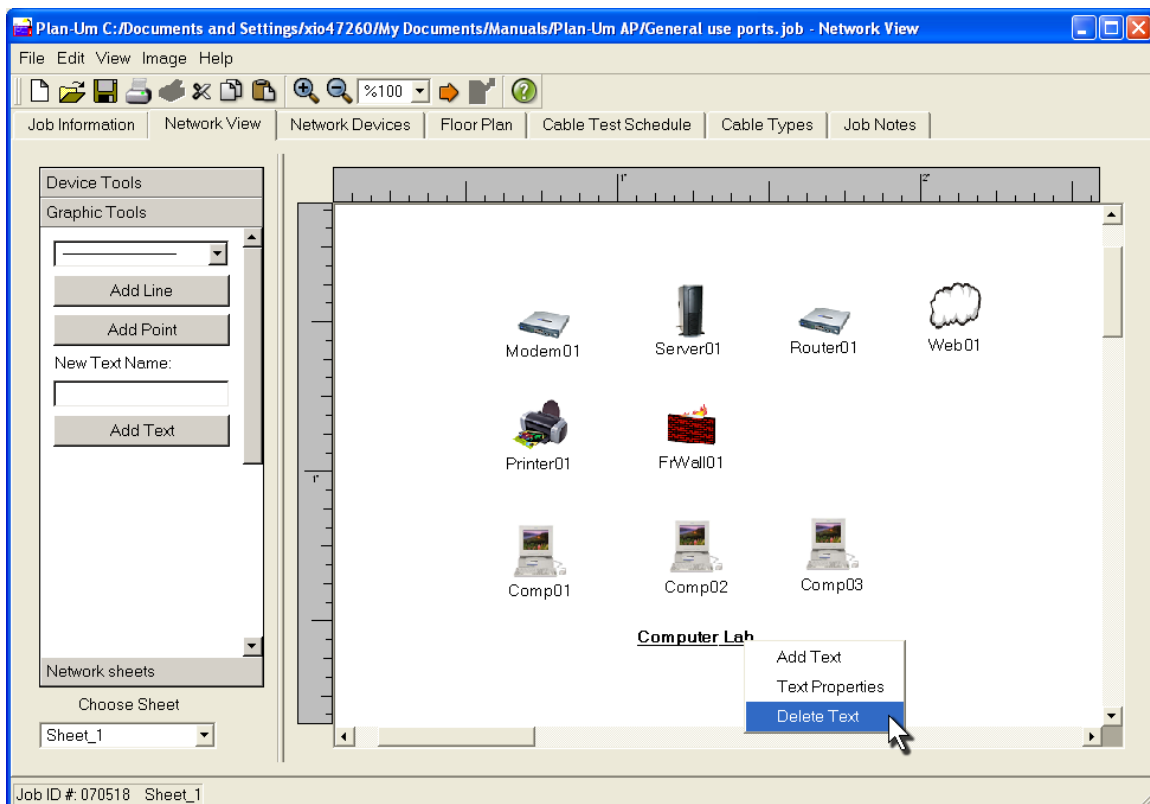 Plan-Um C:/Documents and Settings/xio47260/My Documents/Manuals/Plan-Um AP/General use ports.job - Network View
File Edit View Image Help
%100
Job Information Network View Network Devices Floor Plan Cable Test Schedule Cable Types Job Notes
Device Tools
Graphic Tools
Add Line
Add Point
New Text Name:
Add Text
Network sheets
Choose Sheet
Sheet_1
1"
2"
1"
Modem01 Server01 Router01 Web01
Printer01 FrWall01
Comp01 Comp02 Comp03
Computer Lab
Add Text
Text Properties
Delete Text
Job ID #: 070518 Sheet_1